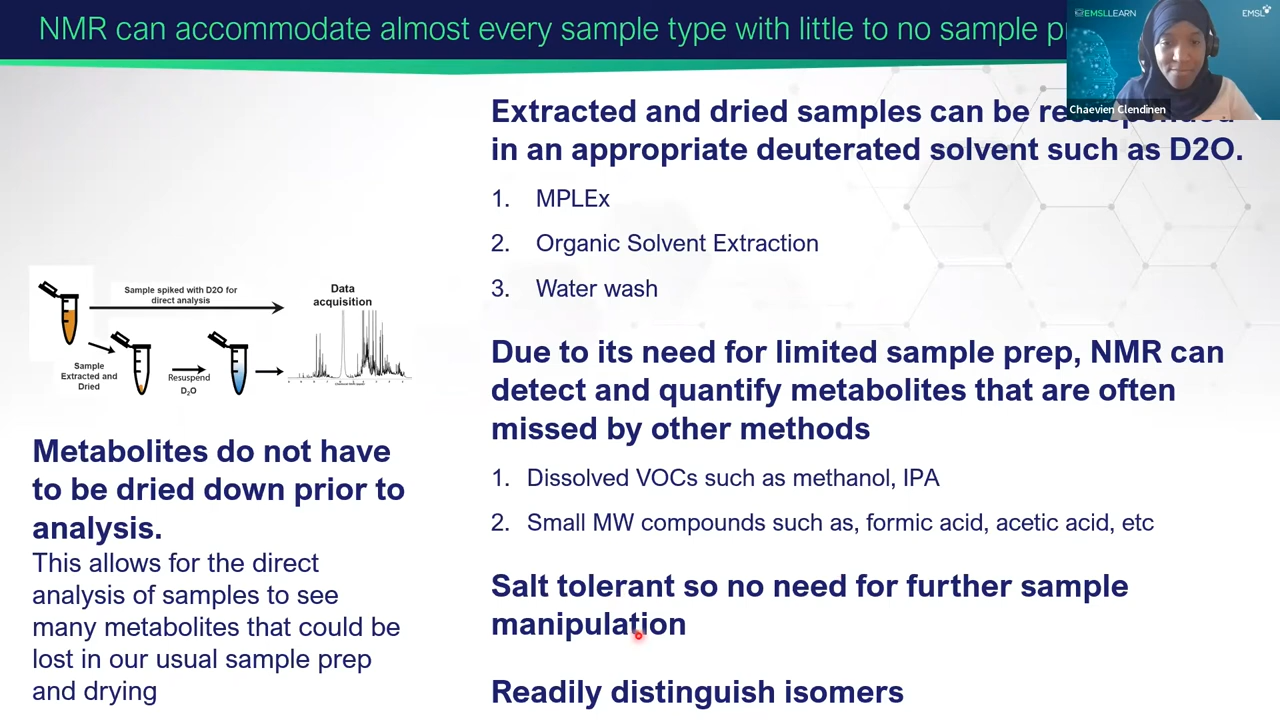 NMR can accommodate almost every sample type with little to no sample
EMSLLEARN
EMSL
Chaevien Clendinen
Extracted and dried samples can be
in an appropriate deuterated solvent such as D2O.
1. MPLEx
2. Organic Solvent Extraction
3. Water wash
Sample spiked with D2O for
direct analysis
Data
acquisition
Sample
Extracted and
Dried
Resuspend
D₂O
Due to its need for limited sample prep, NMR can
detect and quantify metabolites that are often
missed by other methods
1. Dissolved VOCs such as methanol, IPA
2. Small MW compounds such as, formic acid, acetic acid, etc
Metabolites do not have
to be dried down prior to
analysis.
This allows for the direct
analysis of samples to see
many metabolites that could be
lost in our usual sample prep
and drying
Salt tolerant so no need for further sample
manipulation
Readily distinguish isomers